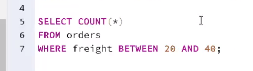 4
5 SELECT COUNT(*)
6 FROM orders
7 WHERE freight BETWEEN 20 AND 40;